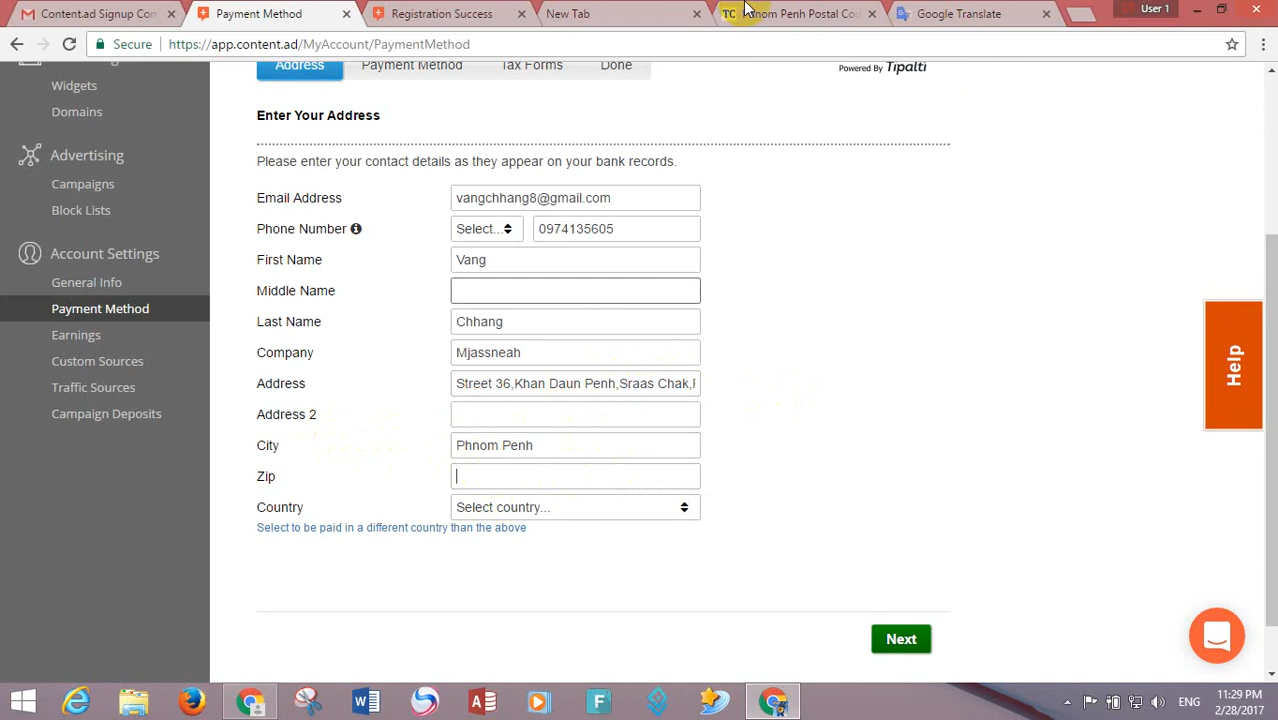 Content.ad Signup Con
Payment Method
Registration Success
New Tab
TC
nom Penh Postal Cod
Google Translate
User 1
Secure
https://app.content.ad/MyAccount/PaymentMethod
Widgets
Domains
Advertising
Campaigns
Block Lists
Account Settings
General Info
Payment Method
Earnings
Custom Sources
Traffic Sources
Campaign Deposits
Address
Payment Method
Tax Forms
Done
Powered By Tipalti
Enter Your Address
Please enter your contact details as they appear on your bank records.
Email Address
vangchhang8@gmail.com
Phone Number
Select...
0974135605
First Name
Vang
Middle Name
Last Name
Chhang
Company
Mjassneah
Address
Street 36,Khan Daun Penh,Sraas Chak,
Address 2
City
Phnom Penh
Zip
Country
Select country...
Select to be paid in a different country than the above
Next
Help
ENG
11:29 PM
2/28/2017